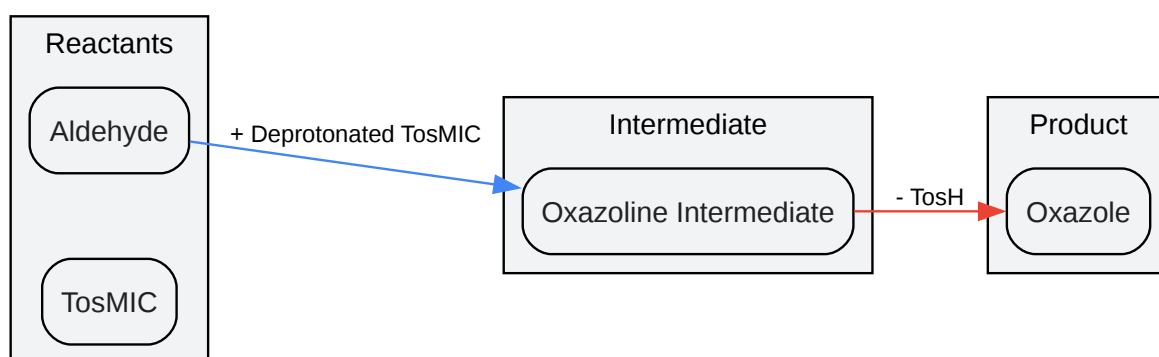 Reactants
Aldehyde
TosMIC
+ Deprotonated TosMIC
Intermediate
Oxazoline Intermediate
- TosH
Product
Oxazole